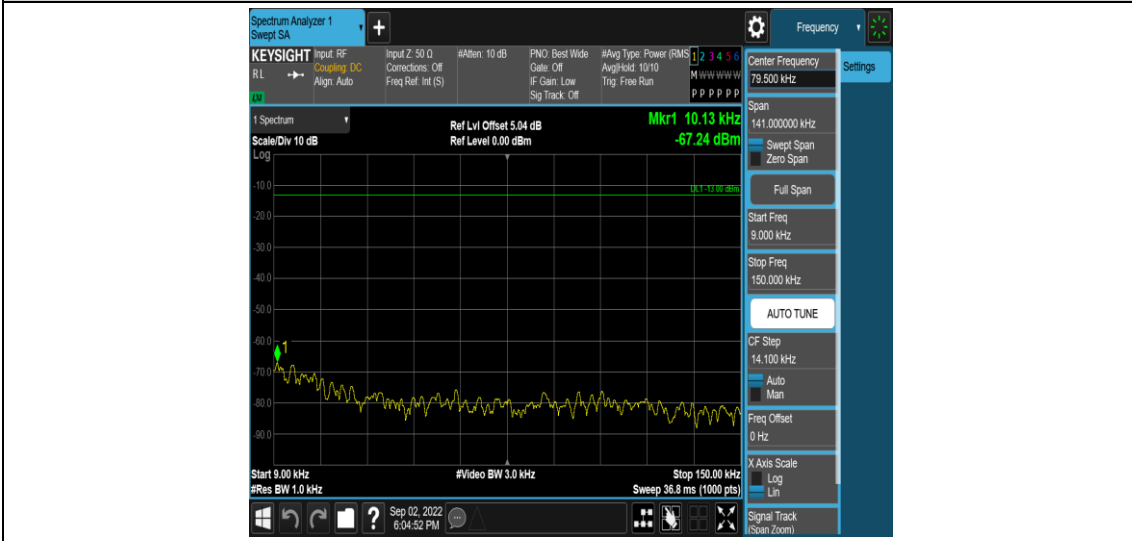 Spectrum Analyzer 1
Swept SA
+
Frequency
KEYSIGHT
RL
Input: RF
Coupling: DC
Align: Auto
Input Z: 50 Ω
Corrections: Off
Freq Ref: Int (S)
#Atten: 10 dB
PNO: Best Wide
Gate: Off
IF Gain: Low
Sig Track: Off
#Avg Type: Power (RMS
Avg|Hold: 10/10
Trig: Free Run
1 2 3 4 5 6
M W W W W W
P P P P P P
1 Spectrum
Scale/Div 10 dB
Ref Lvl Offset 5.04 dB
Ref Level 0.00 dBm
Mkr1 10.13 kHz
-67.24 dBm
Log
DL1 -13.00 dBm
-10.0
-20.0
-30.0
-40.0
-50.0
-60.0
-70.0
-80.0
-90.0
1
Start 9.00 kHz
#Res BW 1.0 kHz
#Video BW 3.0 kHz
Stop 150.00 kHz
Sweep 36.8 ms (1000 pts)
Center Frequency
79.500 kHz
Settings
Span
141.000000 kHz
Swept Span
Zero Span
Full Span
Start Freq
9.000 kHz
Stop Freq
150.000 kHz
AUTO TUNE
CF Step
14.100 kHz
Auto
Man
Freq Offset
0 Hz
X Axis Scale
Log
Lin
Signal Track
(Span Zoom)
?
Sep 02, 2022
6:04:52 PM